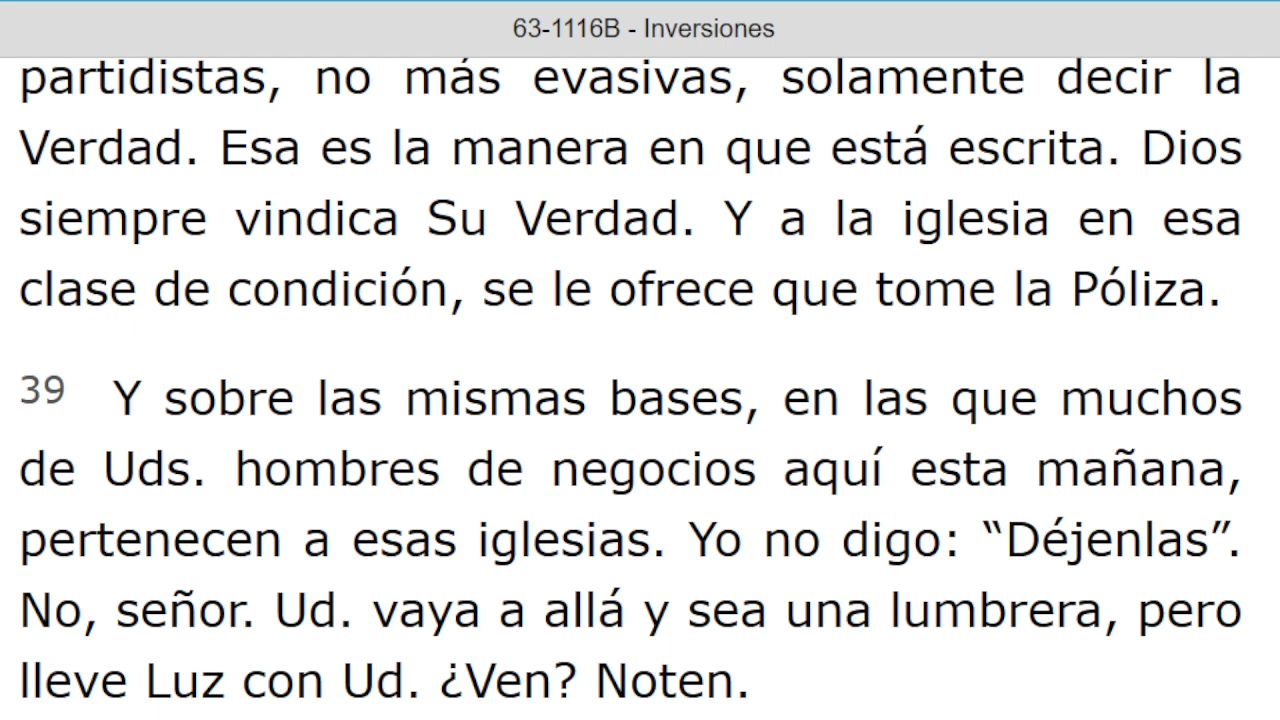 63-1116B - Inversiones
partidistas, no más evasivas, solamente decir la
Verdad. Esa es la manera en que está escrita. Dios
siempre vindica Su Verdad. Y a la iglesia en esa
clase de condición, se le ofrece que tome la Póliza.
39 Y sobre las mismas bases, en las que muchos
de Uds. hombres de negocios aquí esta mañana,
pertenecen a esas iglesias. Yo no digo: “Déjenlas”.
No, señor. Ud. vaya a allá y sea una lumbrera, pero
lleve Luz con Ud. ¿Ven? Noten.